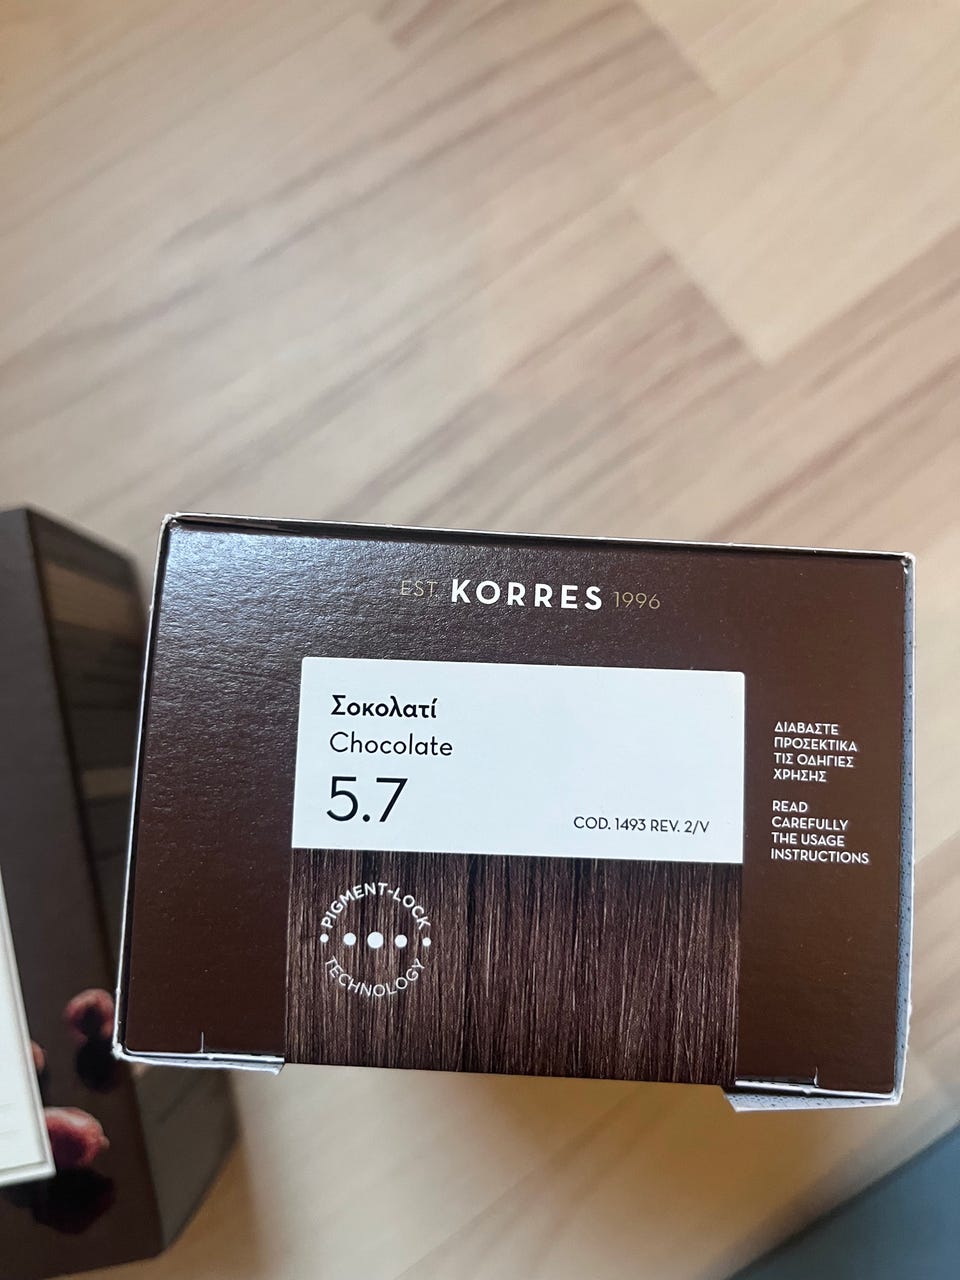 EST. KORRES 1996
Σοκολατί
Chocolate
5.7
COD. 1493 REV. 2/V
ΔΙΑΒΑΣΤΕ
ΠΡΟΣΕΚΤΙΚΑ
ΤΙΣ ΟΔΗΓΙΕΣ
ΧΡΗΣΗΣ
READ
CAREFULLY
THE USAGE
INSTRUCTIONS
PIGMENT-LOCK
TECHNOLOGY